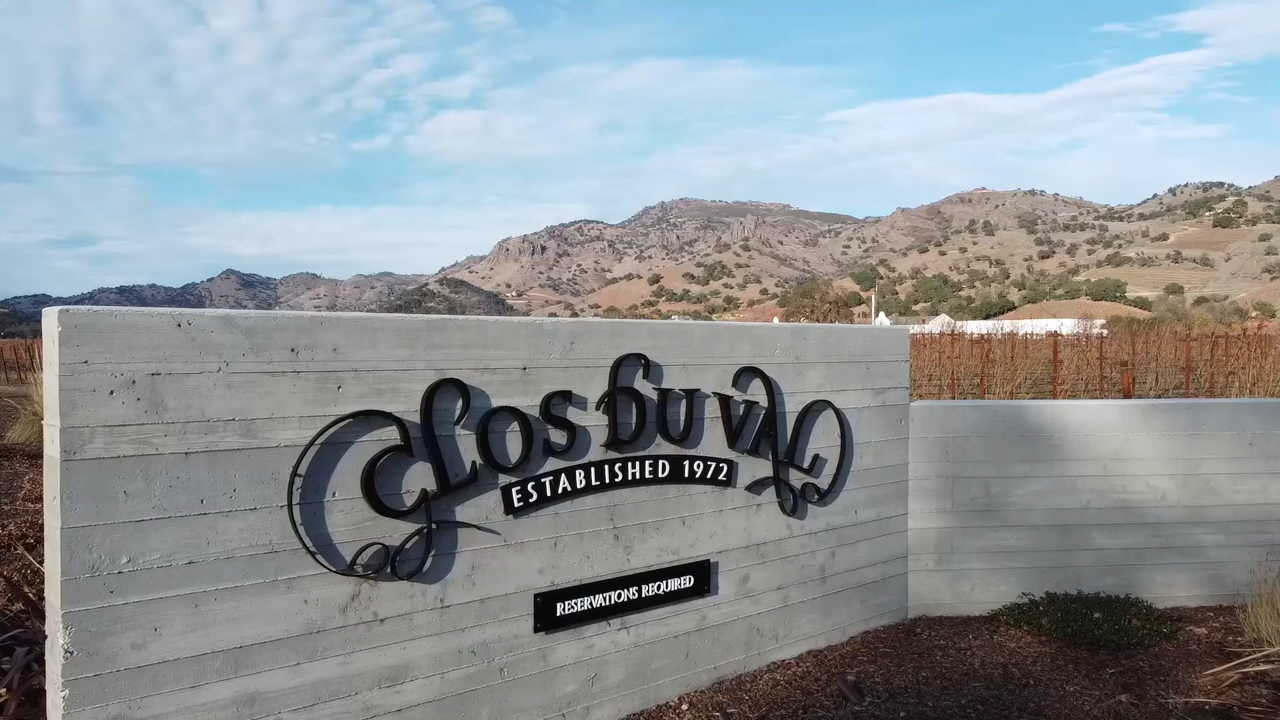 Clos Du Val
ESTABLISHED 1972
RESERVATIONS REQUIRED